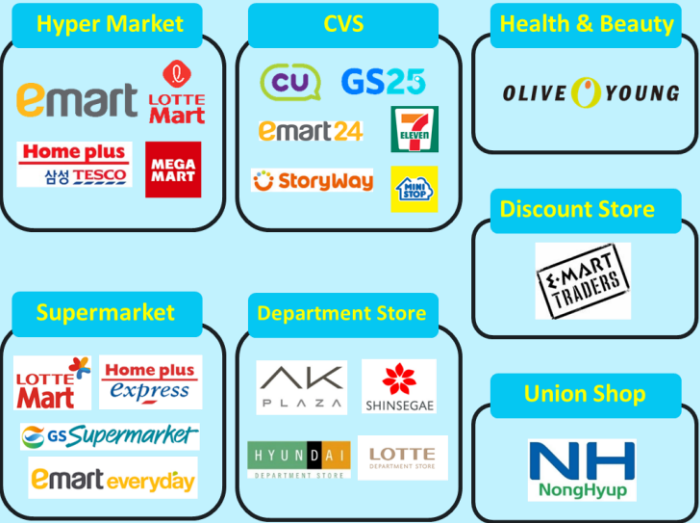 Hyper Market
emart
LOTTE
Mart
Home plus
삼성 TESCO
MEGA
MART
CVS
CU
GS25
emart24
7
ELEVEN
StoryWay
MINI
STOP
Health & Beauty
OLIVE YOUNG
Discount Store
E·MART
TRADERS
Supermarket
LOTTE
Mart
Home plus
express
GS Supermarket
emart everyday
Department Store
AK
PLAZA
SHINSEGAE
HYUNDAI
DEPARTMENT STORE
LOTTE
DEPARTMENT STORE
Union Shop
NH
NongHyup